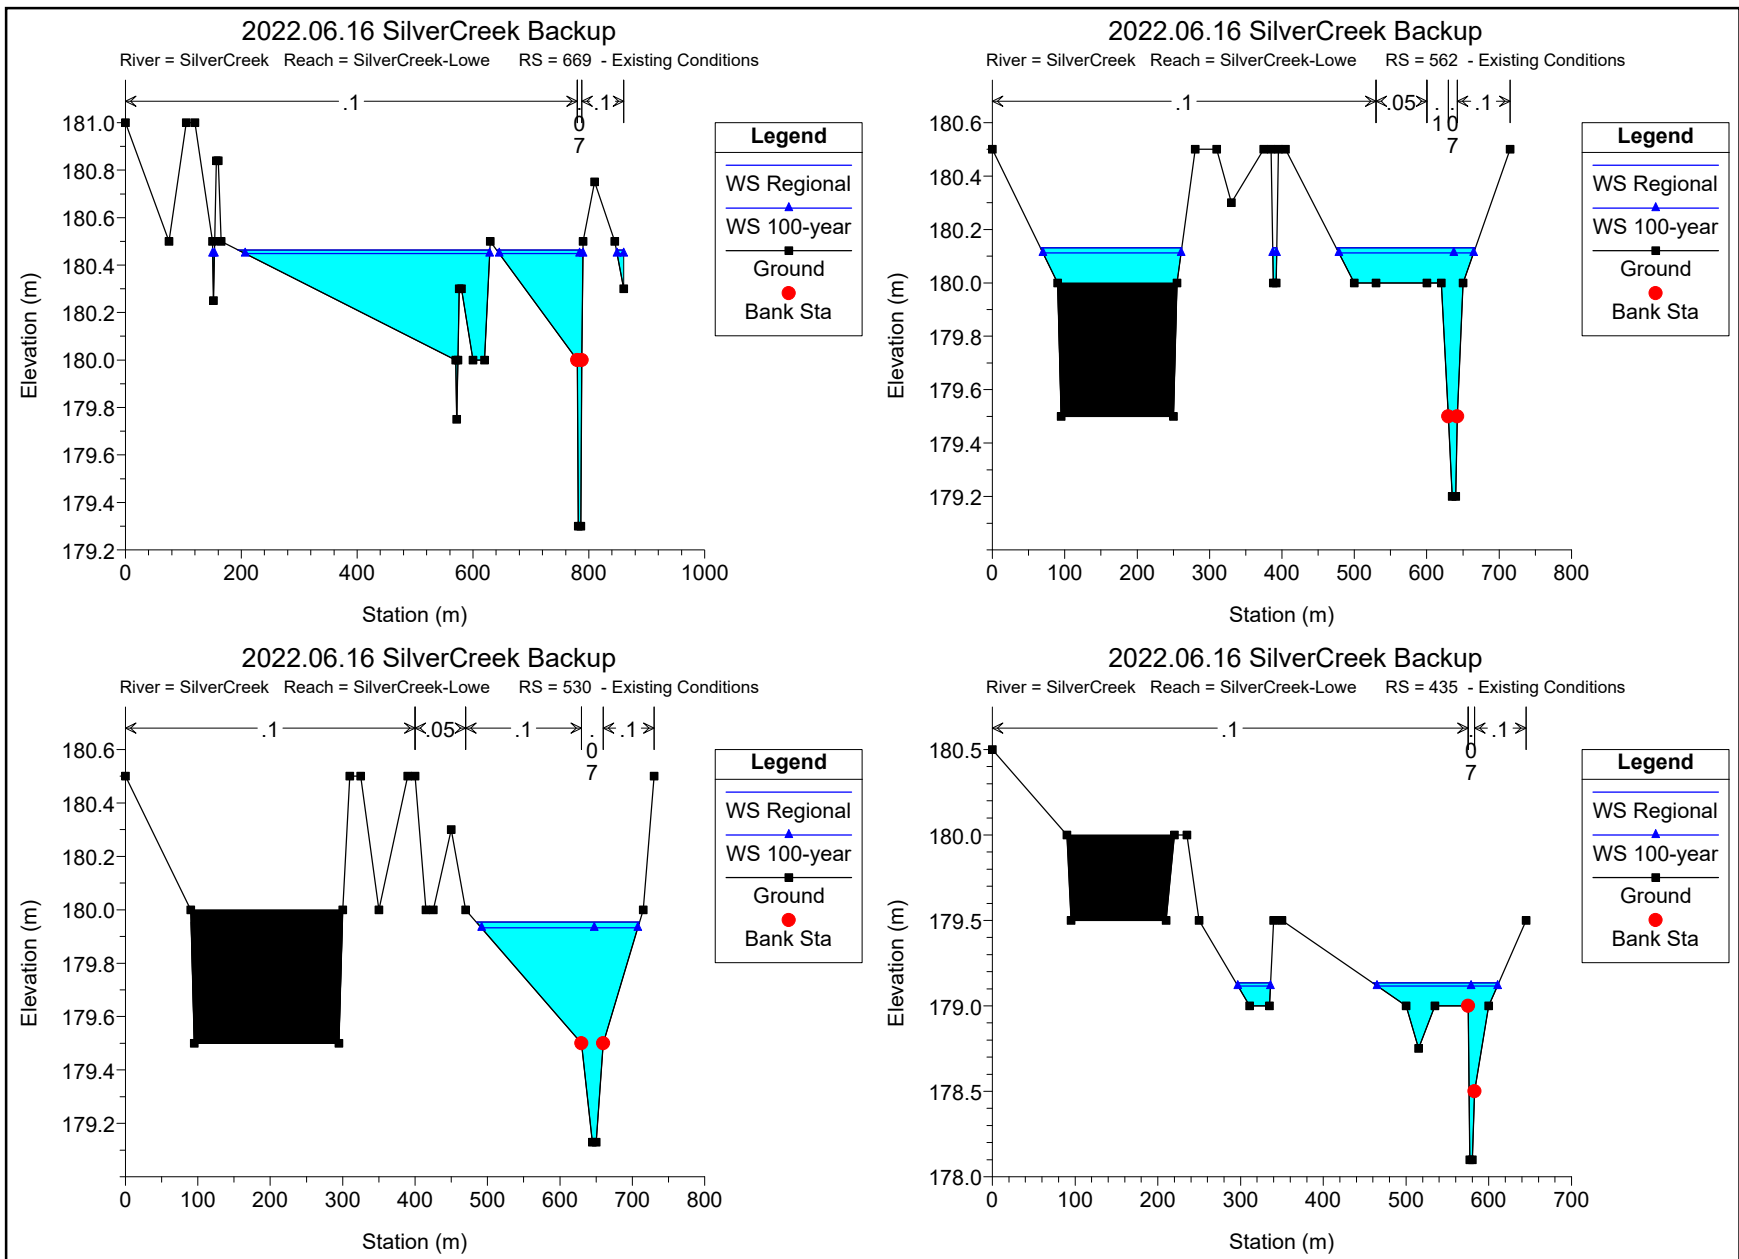 2022.06.16 SilverCreek Backup
River = SilverCreek Reach = SilverCreek-Lowe RS = 669 - Existing Conditions
.1
.
0
7
.1
181.0
180.8
180.6
180.4
180.2
180.0
179.8
179.6
179.4
179.2
Elevation (m)
0 200 400 600 800 1000
Station (m)
Legend
WS Regional
WS 100-year
Ground
Bank Sta
2022.06.16 SilverCreek Backup
River = SilverCreek Reach = SilverCreek-Lowe RS = 562 - Existing Conditions
.1
.05
.
1
.
0
7
.1
180.6
180.4
180.2
180.0
179.8
179.6
179.4
179.2
Elevation (m)
0 100 200 300 400 500 600 700 800
Station (m)
Legend
WS Regional
WS 100-year
Ground
Bank Sta
2022.06.16 SilverCreek Backup
River = SilverCreek Reach = SilverCreek-Lowe RS = 530 - Existing Conditions
.1
.05
.1
.
0
7
.1
180.6
180.4
180.2
180.0
179.8
179.6
179.4
179.2
Elevation (m)
0 100 200 300 400 500 600 700 800
Station (m)
Legend
WS Regional
WS 100-year
Ground
Bank Sta
2022.06.16 SilverCreek Backup
River = SilverCreek Reach = SilverCreek-Lowe RS = 435 - Existing Conditions
.1
.
0
7
.1
180.5
180.0
179.5
179.0
178.5
178.0
Elevation (m)
0 100 200 300 400 500 600 700
Station (m)
Legend
WS Regional
WS 100-year
Ground
Bank Sta